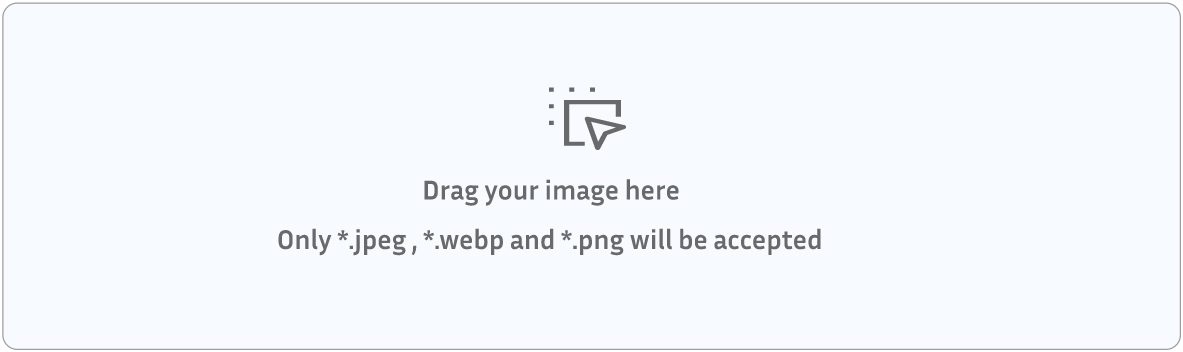 Drag your image here
Only *.jpeg , *.webp and *.png will be accepted